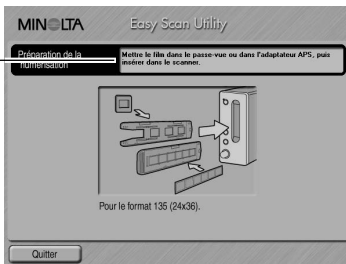 MINOLTA
Easy Scan Utility
Préparation de la
numérisation
Mettre le film dans le passe-vue ou dans l'adaptateur APS, puis
insérer dans le scanner.
Pour le format 135 (24x36).
Quitter